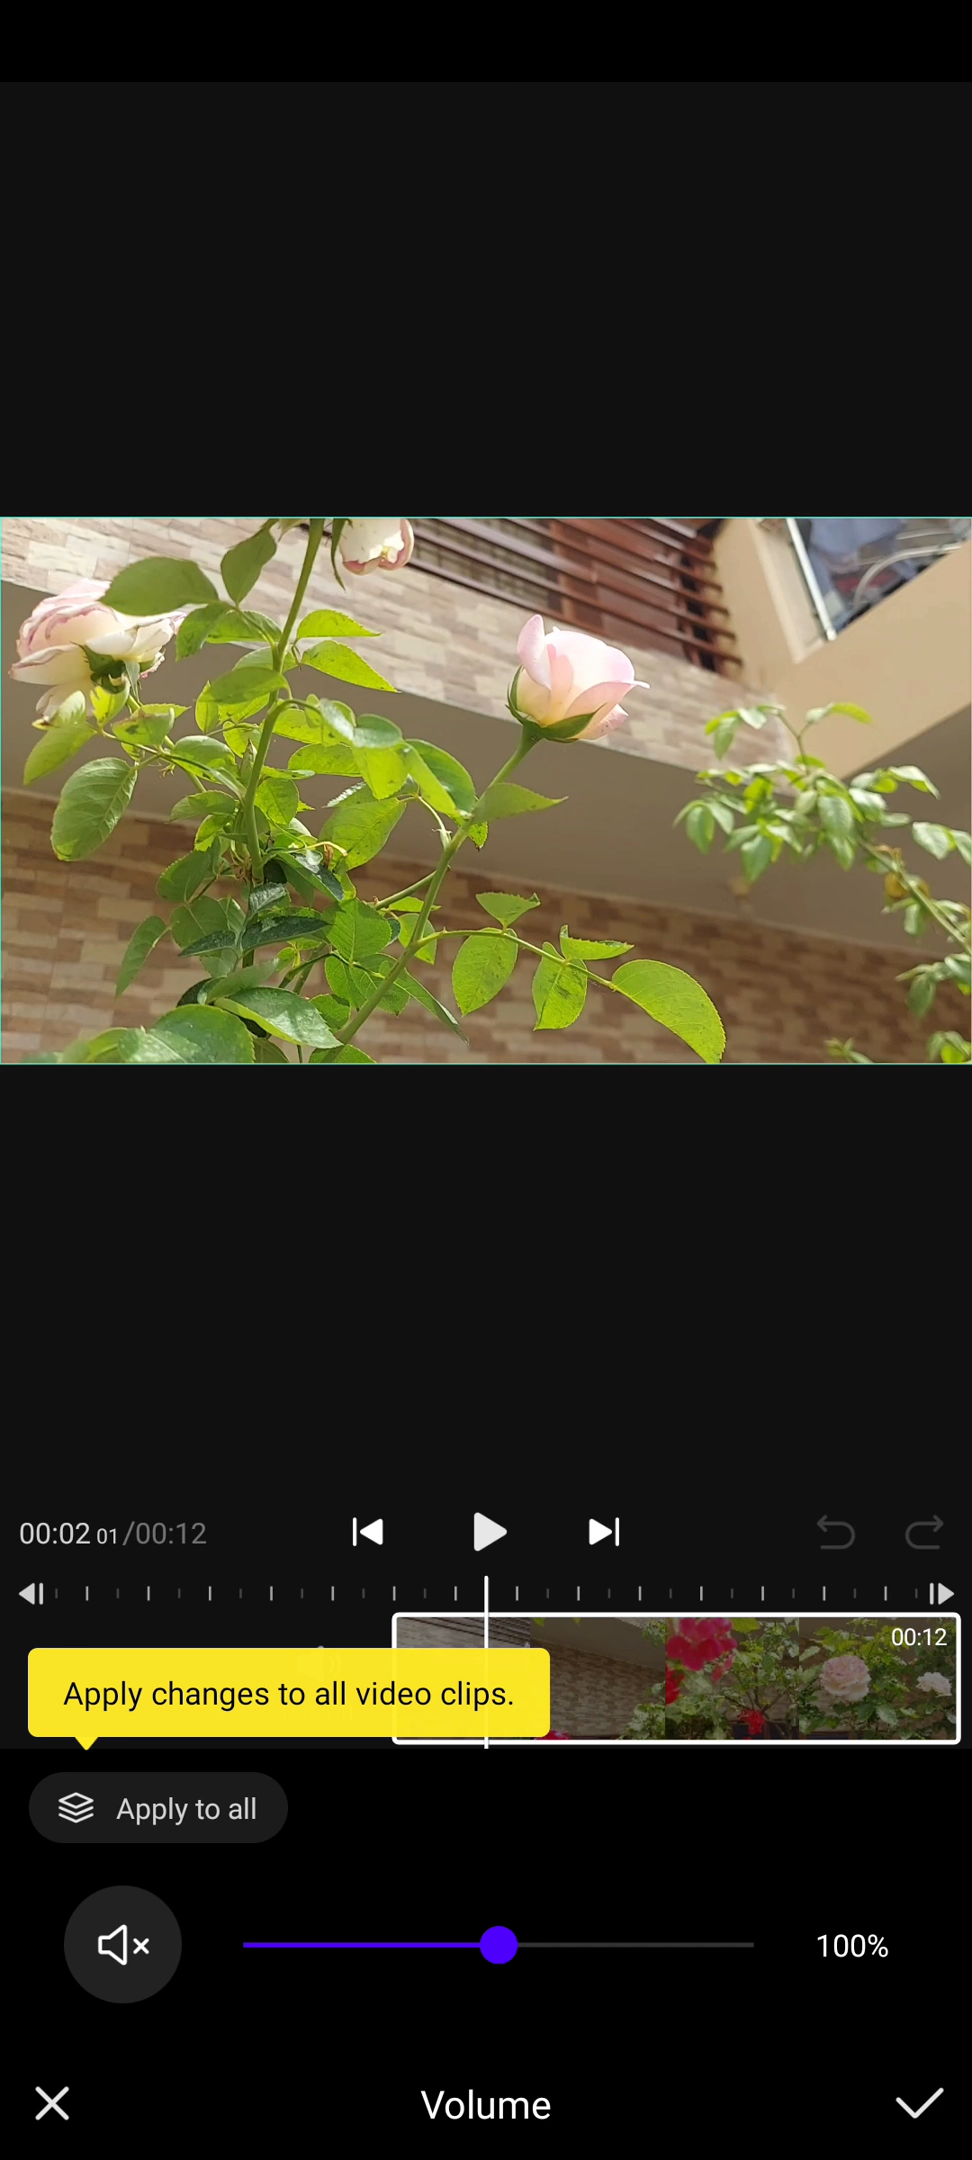 00:02 01 /00:12
00:12
Apply changes to all video clips.
Apply to all
100%
Volume